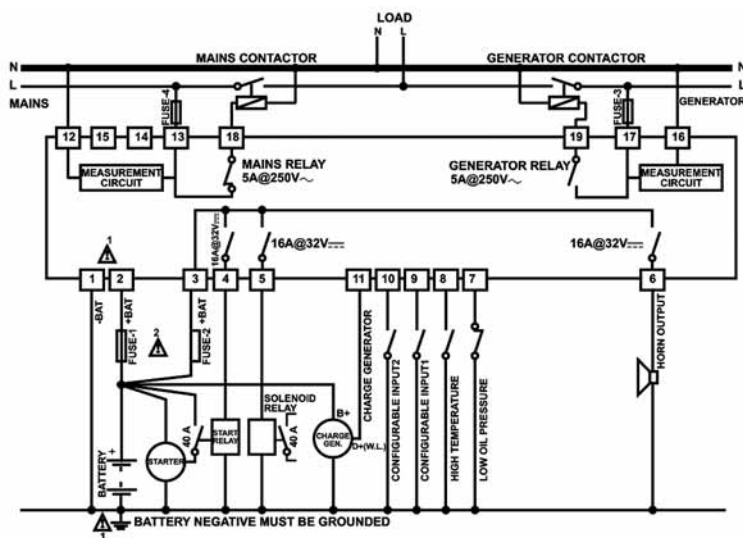 LOAD
N L
MAINS CONTACTOR
GENERATOR CONTACTOR
N
N
L
L
MAINS
GENERATOR
FUSE-4
FUSE-3
12
15
14
13
18
19
17
16
MEASUREMENT
CIRCUIT
MAINS RELAY
5A@250V~
GENERATOR RELAY
5A@250V~
MEASUREMENT
CIRCUIT
16A@32V
16A@32V
16A@32V
1
1
2
3
4
5
11
10
9
8
7
6
-BAT
+BAT
+BAT
FUSE-1
2
FUSE-2
CHARGE GENERATOR
CONFIGURABLE INPUT2
CONFIGURABLE INPUT1
HIGH TEMPERATURE
LOW OIL PRESSURE
HORN OUTPUT
SOLENOID
RELAY
B+
BATTERY
+
STARTER
40 A
START
RELAY
40 A
CHARGE
GEN.
D+(W.L.)
1
BATTERY NEGATIVE MUST BE GROUNDED